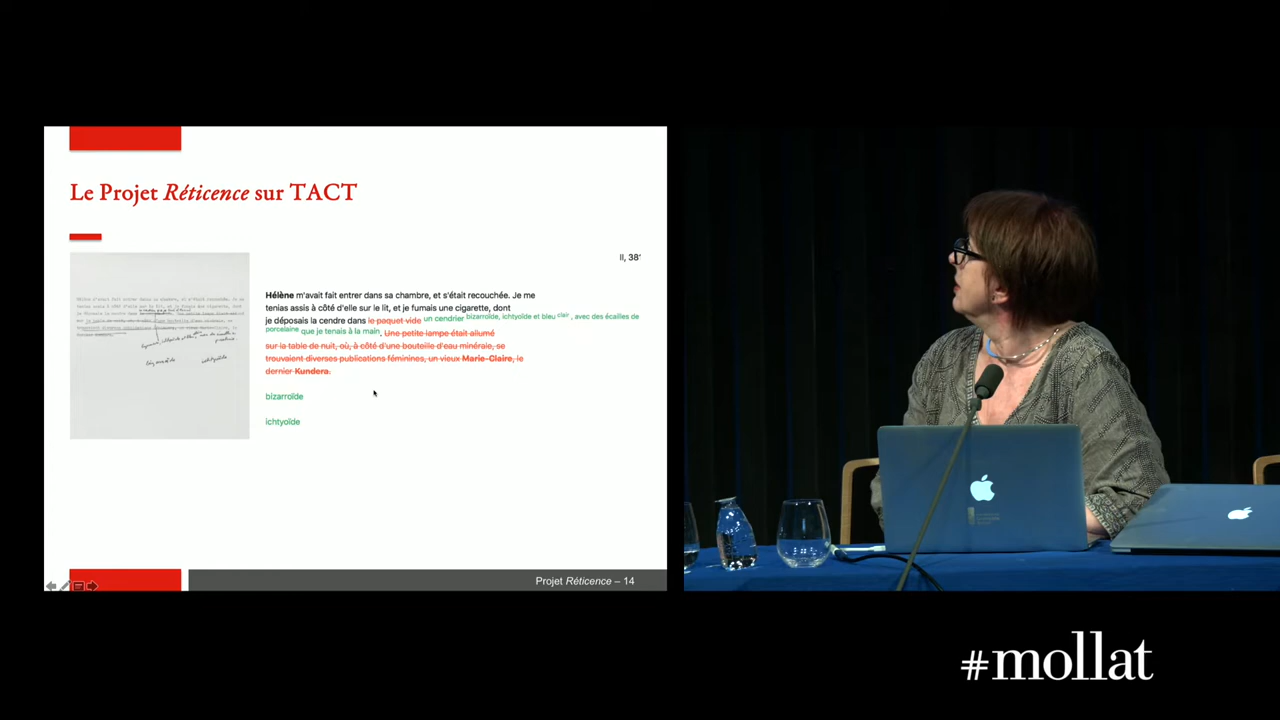 Le Projet Réticence sur TACT
II, 38'
Hélène m'avait fait entrer dans sa chambre, et s'était recouchée. Je me
tenais assis à côté d'elle sur le lit, et je fumais une cigarette, dont
je déposais la cendre dans le paquet vide un cendrier bizarroïde, ichtyoïde et bleu clair, avec des écailles de
porcelaine que je tenais à la main. Une petite lampe était allumé
sur la table de nuit, où, à côté d'une bouteille d'eau minérale, se
trouvaient diverses publications féminines, un vieux Marie-Claire, le
dernier Kundera.
bizarroïde
ichtyoïde
Projet Réticence – 14
#mollat